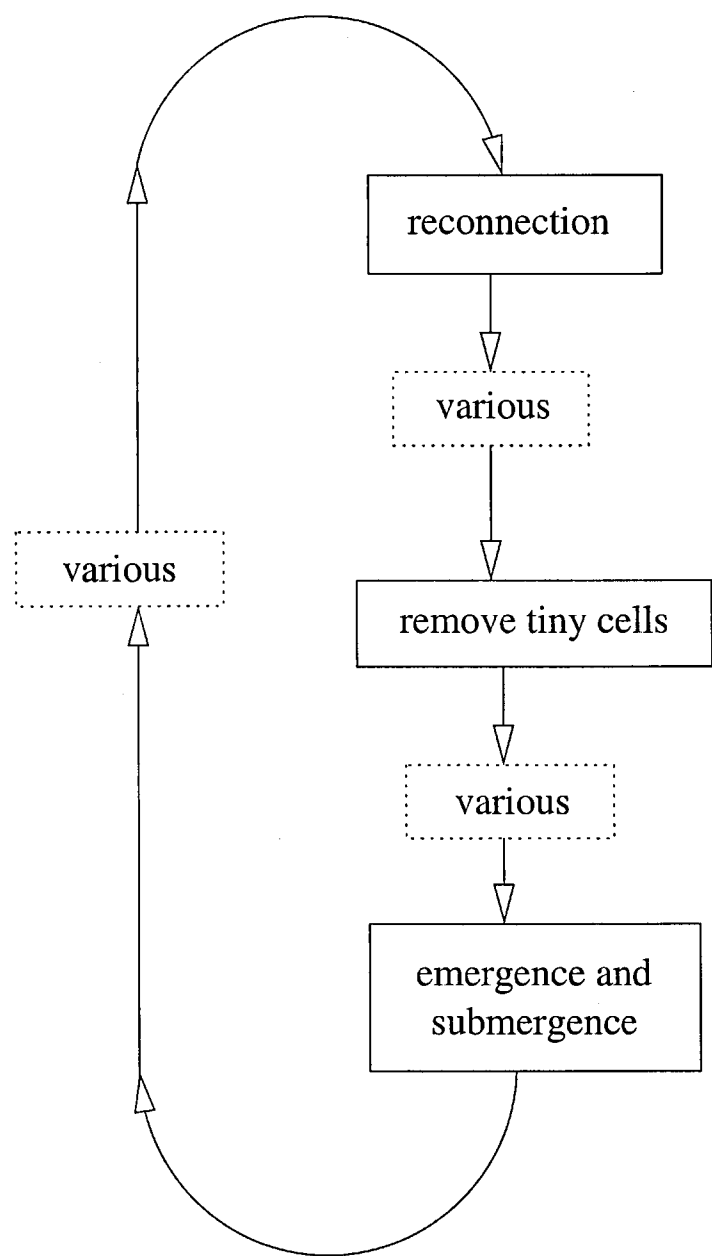 reconnection
various
various
remove tiny cells
various
emergence and
submergence